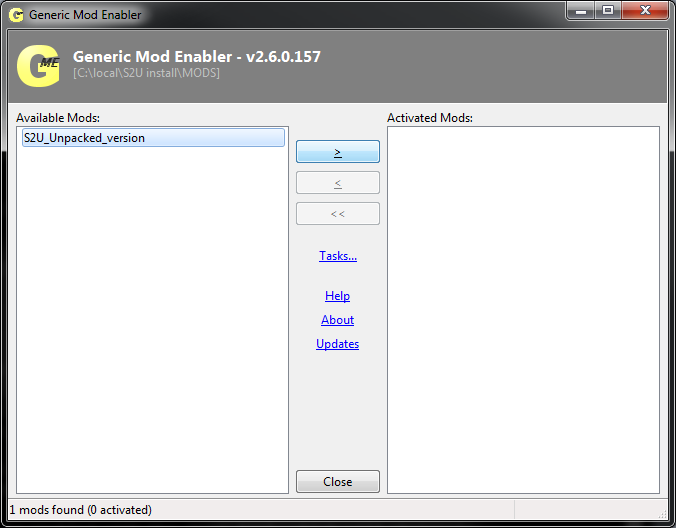 Generic Mod Enabler
G ME
Generic Mod Enabler - v2.6.0.157
[C:\local\S2U install\MODS]
Available Mods:
Activated Mods:
S2U_Unpacked_version
>
<
<<
Tasks...
Help
About
Updates
Close
1 mods found (0 activated)